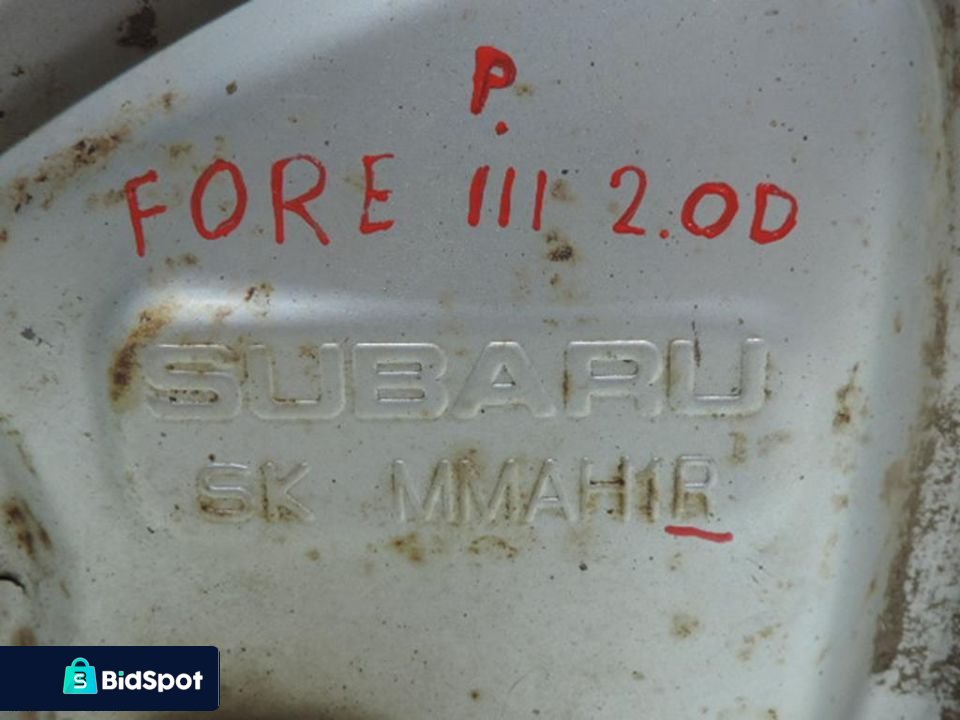 P.
FORE III 2.0D
SUBARU
SK MMAH1R
BidSpot